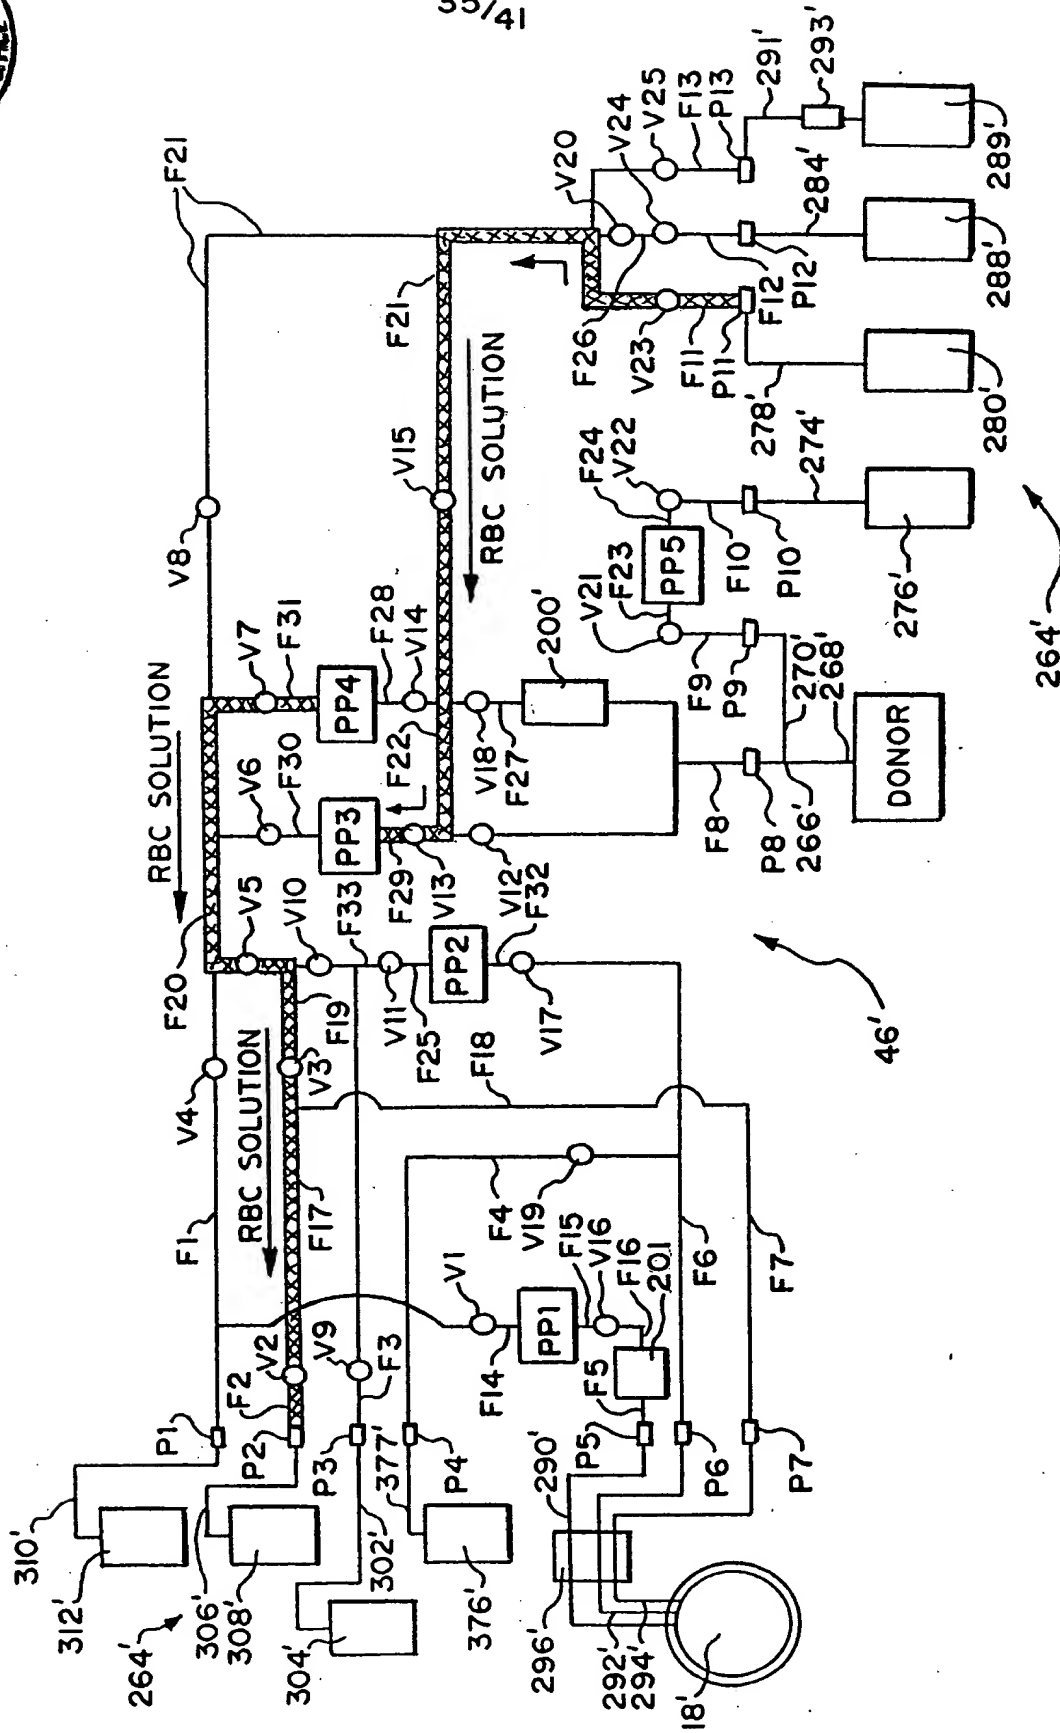 35/41
F21
V8
RBC SOLUTION
V7
F31
V6
F30
PP4
PP3
F28
V14
F22
F29
V13
V15
RBC SOLUTION
F21
F20
V5
V10
F33
F19
V11
F25
PP2
V12
F32
V17
V18
F27
200'
V4
V3
F18
RBC SOLUTION
F1
F17
F4
V19
V1
F14
PP1
F15
V16
F16
201
F5
F6
F7
V2
V9
F2
F3
P1
P2
P3
P4
P5
P6
P7
310'
312'
264'
306'
308'
304'
302'
377'
376'
290'
296'
292'
294'
18'
V20
V24
V25
F13
P13
291'
293'
289'
F26
V23
F11
P11
F12
P12'
284'
288'
278'
280'
F24
V22
V21
F23
PP5
F10
P10
274'
276'
F9
P9
270'
268'
F8
P8
266'
DONOR
46'
264'